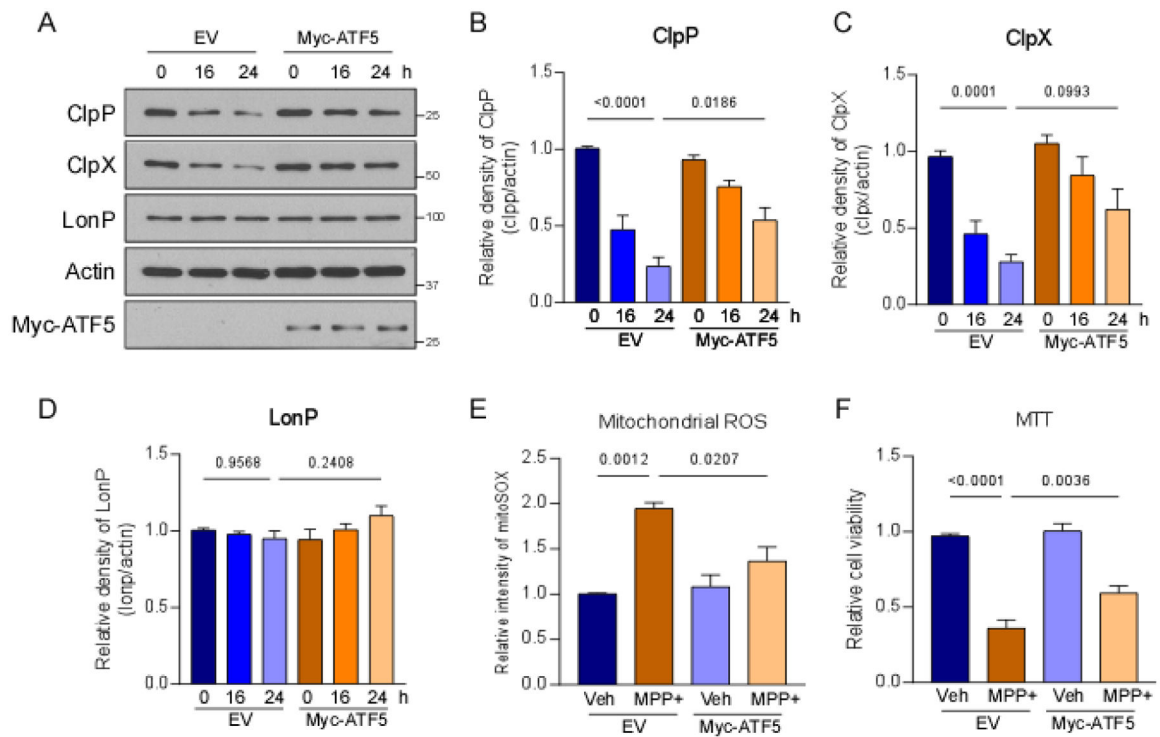 A
EV Myc-ATF5
0 16 24 0 16 24 h
ClpP
25
ClpX
50
LonP
100
Actin
37
Myc-ATF5
25
B
ClpP
Relative density of ClpP
(clpp/actin)
1.5
1.0
0.5
0.0
<0.0001 0.0186
0 16 24 0 16 24 h
EV Myc-ATF5
C
ClpX
Relative density of ClpX
(clpx/actin)
1.5
1.0
0.5
0.0
0.0001 0.0993
0 16 24 0 16 24 h
EV Myc-ATF5
D
LonP
Relative density of LonP
(lonp/actin)
1.5
1.0
0.5
0.0
0.9568 0.2408
0 16 24 0 16 24 h
EV Myc-ATF5
E
Mitochondrial ROS
Relative intensity of mitoSOX
2.5
2.0
1.5
1.0
0.5
0.0
0.0012 0.0207
Veh MPP+ Veh MPP+
EV Myc-ATF5
F
MTT
Relative cell viability
1.5
1.0
0.5
0.0
<0.0001 0.0036
Veh MPP+ Veh MPP+
EV Myc-ATF5